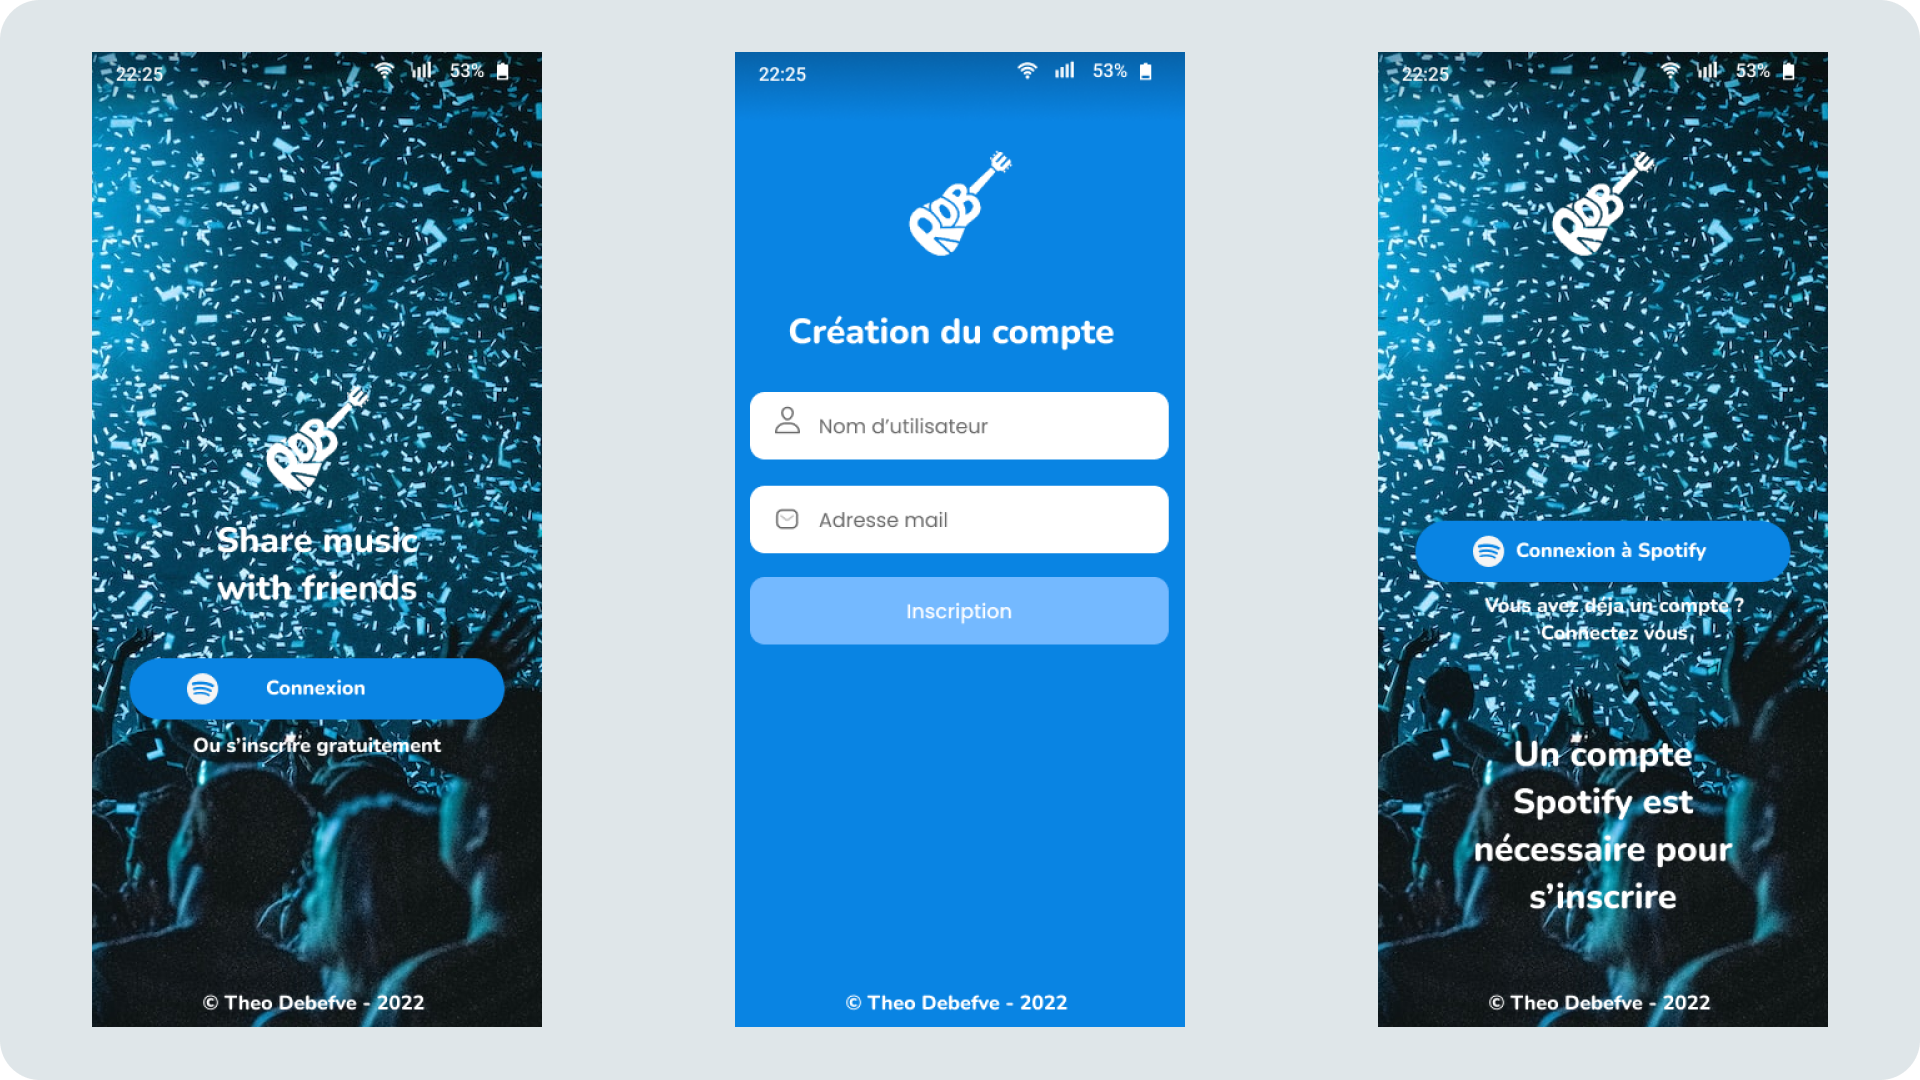 22:25
53%
ROB
Share music
with friends
Connexion
Ou s’inscrire gratuitement
© Theo Debefve - 2022
22:25
53%
ROB
Création du compte
Nom d’utilisateur
Adresse mail
Inscription
© Theo Debefve - 2022
22:25
53%
ROB
Connexion à Spotify
Vous avez déja un compte ?
Connectez vous
Un compte
Spotify est
nécessaire pour
s’inscrire
© Theo Debefve - 2022